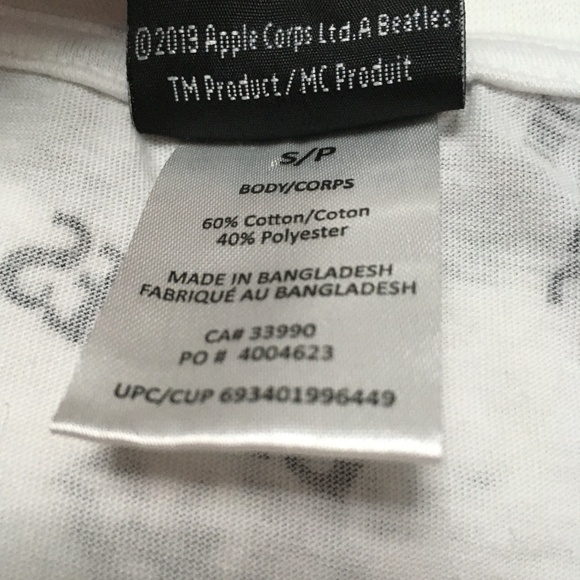 ©2019 Apple Corps Ltd.A Beatles
TM Product/MC Produit
S/P
BODY/CORPS
60% Cotton/Coton
40% Polyester
MADE IN BANGLADESH
FABRIQUÉ AU BANGLADESH
CA# 33990
PO # 4004623
UPC/CUP 693401996449